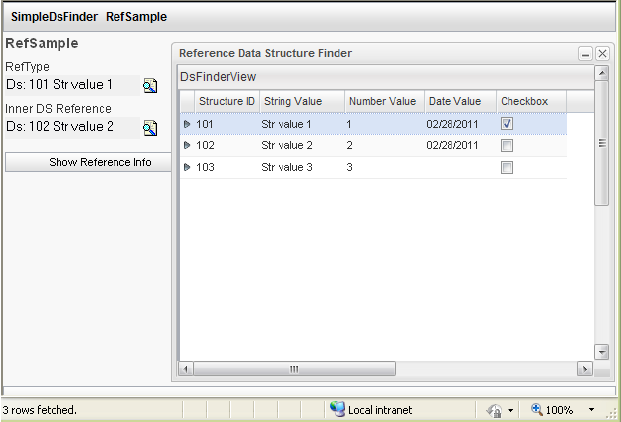 SimpleDsFinder RefSample
RefSample
RefType
Ds: 101 Str value 1
Inner DS Reference
Ds: 102 Str value 2
Show Reference Info
Reference Data Structure Finder
DsFinderView
Structure ID String Value Number Value Date Value Checkbox
101 Str value 1 1 02/28/2011
102 Str value 2 2 02/28/2011
103 Str value 3 3
3 rows fetched. Local intranet 100%